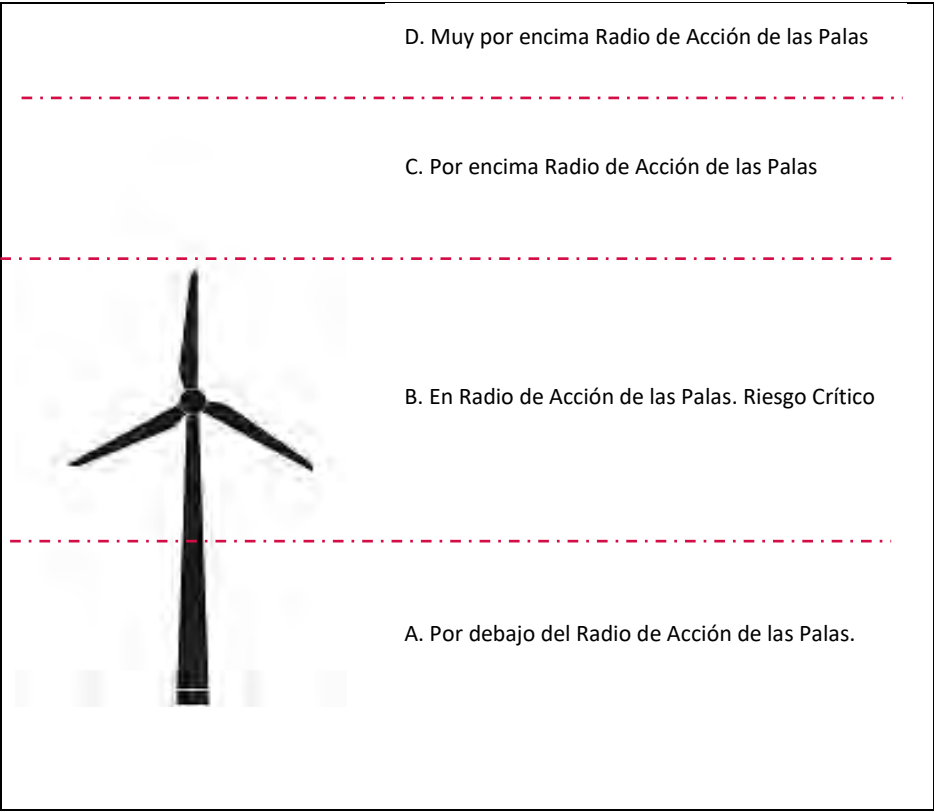 D. Muy por encima Radio de Acción de las Palas
C. Por encima Radio de Acción de las Palas
B. En Radio de Acción de las Palas. Riesgo Crítico
A. Por debajo del Radio de Acción de las Palas.